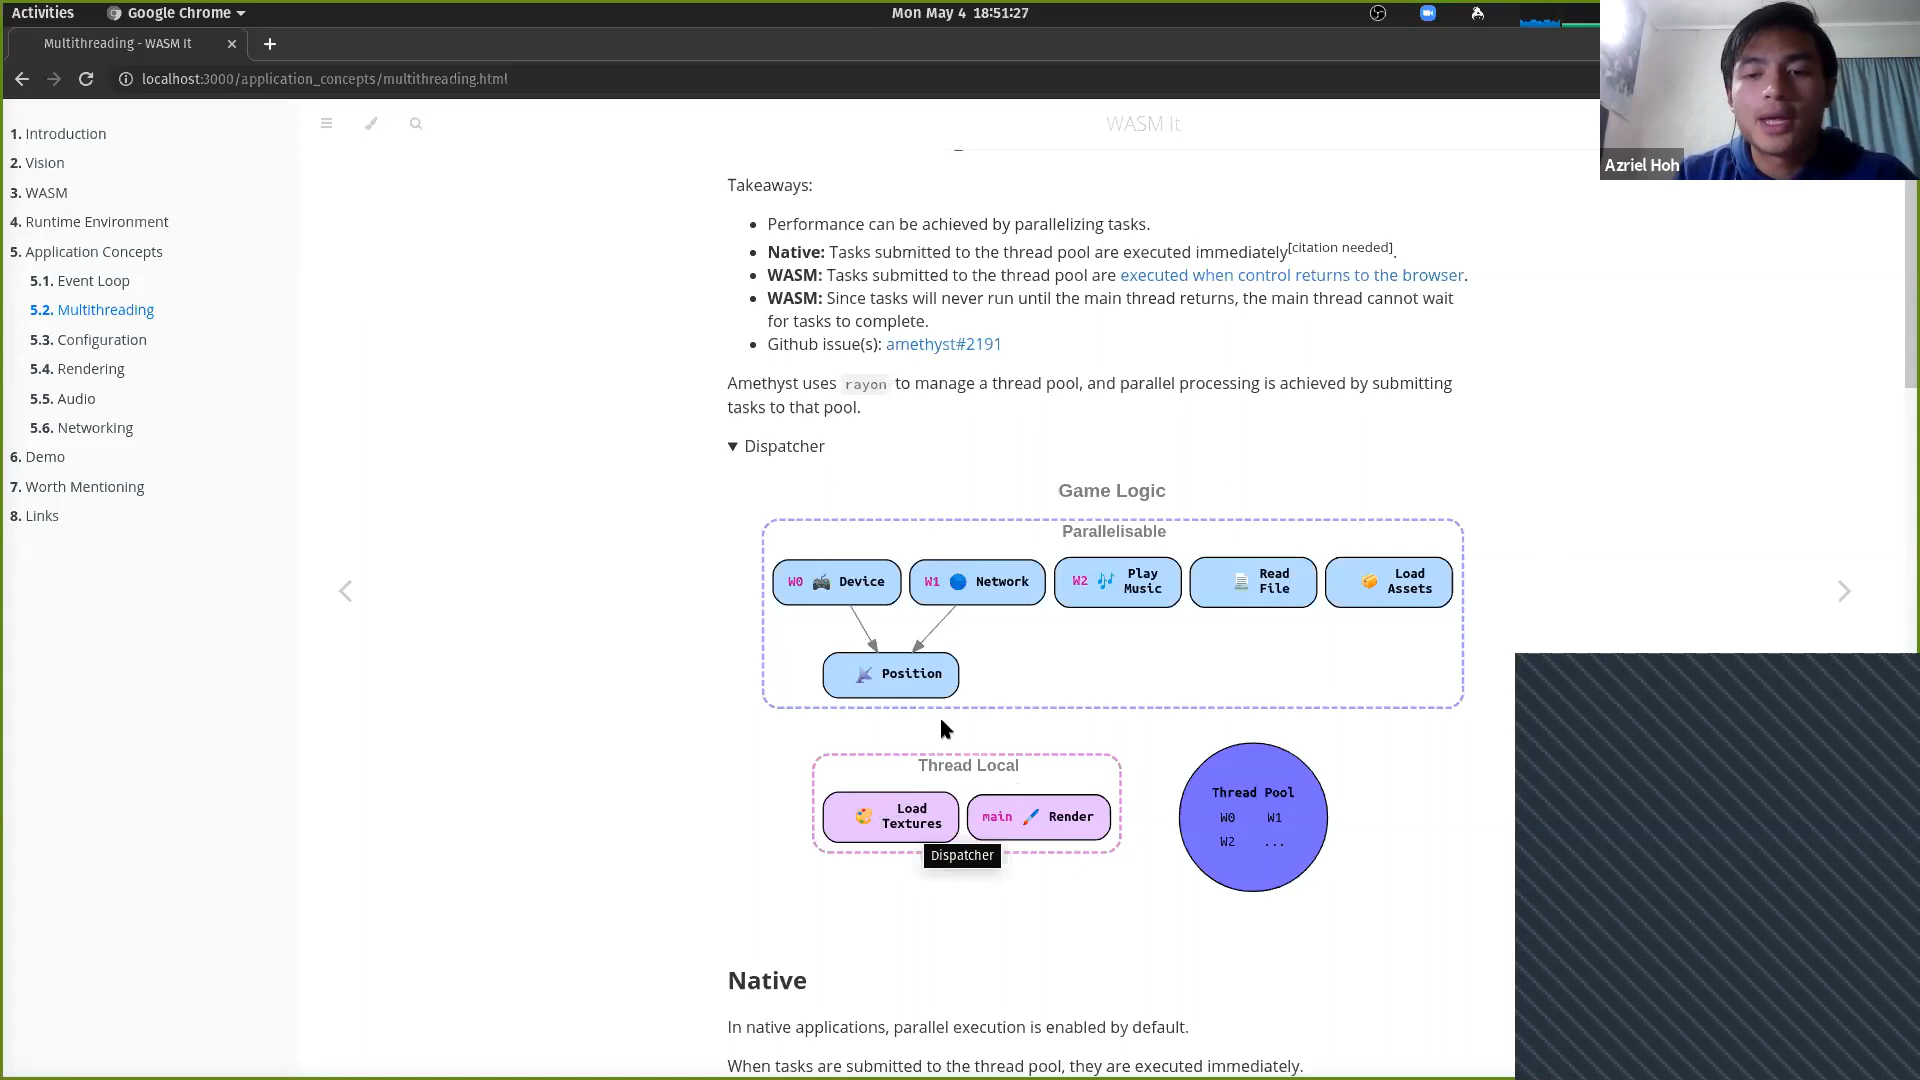 Activities
Google Chrome
Mon May 4 18:51:27
Multithreading - WASM It
localhost:3000/application_concepts/multithreading.html
Azriel Hoh
1. Introduction
2. Vision
3. WASM
4. Runtime Environment
5. Application Concepts
5.1. Event Loop
5.2. Multithreading
5.3. Configuration
5.4. Rendering
5.5. Audio
5.6. Networking
6. Demo
7. Worth Mentioning
8. Links
WASM It
Takeaways:
Performance can be achieved by parallelizing tasks.
Native: Tasks submitted to the thread pool are executed immediately[citation needed].
WASM: Tasks submitted to the thread pool are executed when control returns to the browser.
WASM: Since tasks will never run until the main thread returns, the main thread cannot wait
for tasks to complete.
Github issue(s): amethyst#2191
Amethyst uses rayon to manage a thread pool, and parallel processing is achieved by submitting
tasks to that pool.
Dispatcher
Game Logic
Parallelisable
W0 Device
W1 Network
W2 Play
Music
Read
File
Load
Assets
Position
Thread Local
Load
Textures
main Render
Dispatcher
Thread Pool
W0 W1
W2 ...
Native
In native applications, parallel execution is enabled by default.
When tasks are submitted to the thread pool, they are executed immediately.